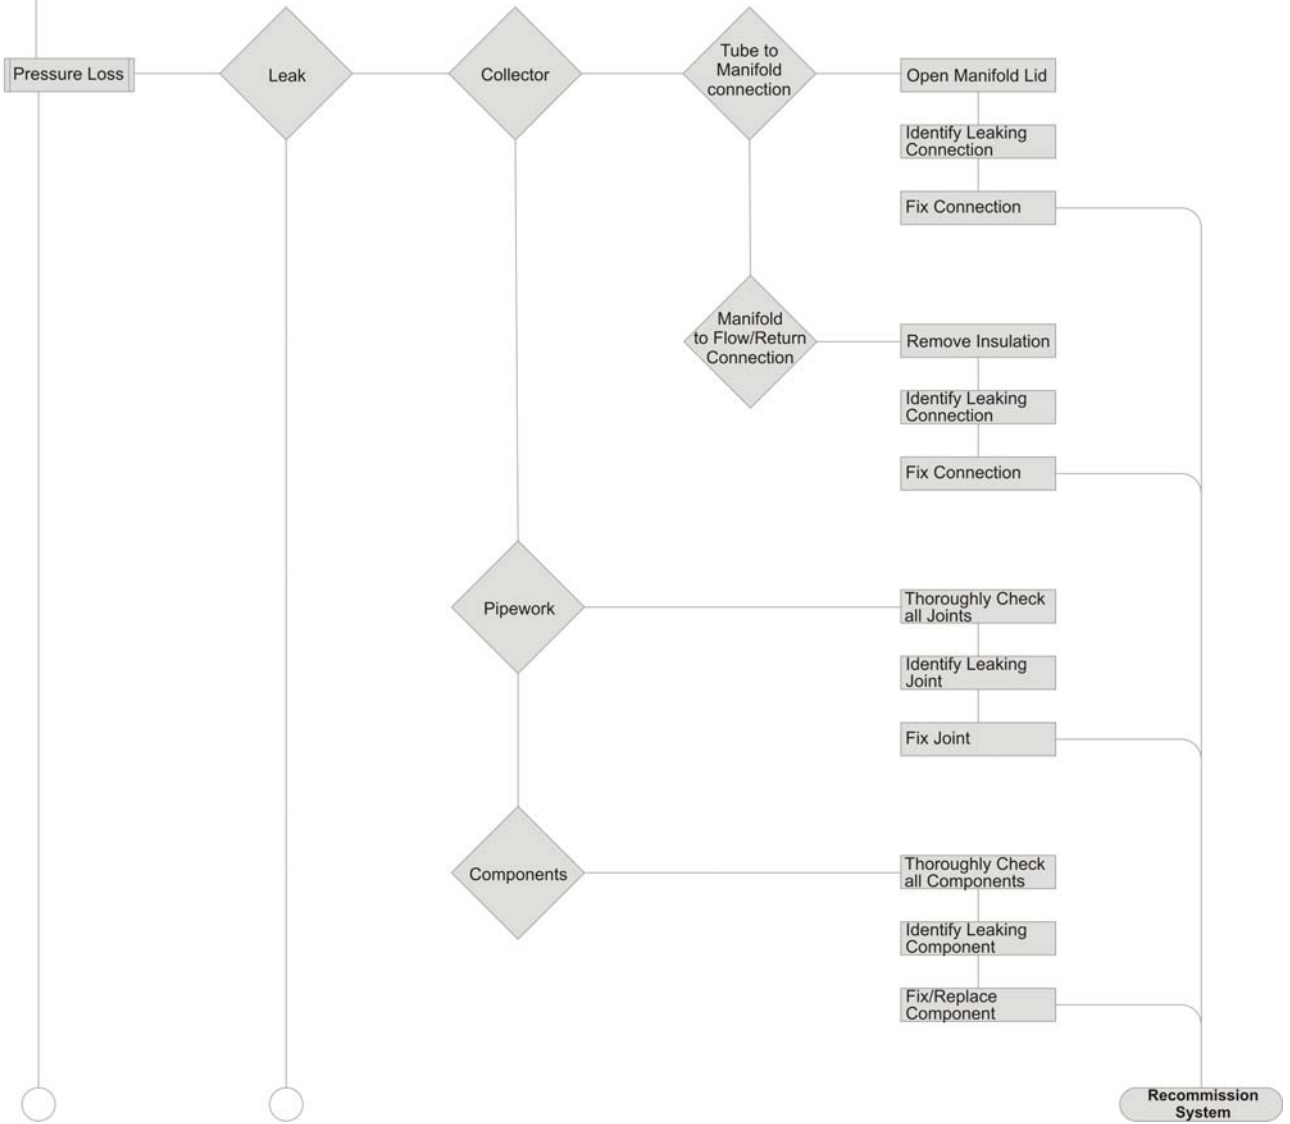 Pressure Loss
Leak
Collector
Tube to
Manifold
connection
Open Manifold Lid
Identify Leaking
Connection
Fix Connection
Manifold
to Flow/Return
Connection
Remove Insulation
Identify Leaking
Connection
Fix Connection
Pipework
Thoroughly Check
all Joints
Identify Leaking
Joint
Fix Joint
Components
Thoroughly Check
all Components
Identify Leaking
Component
Fix/Replace
Component
Recommission
System